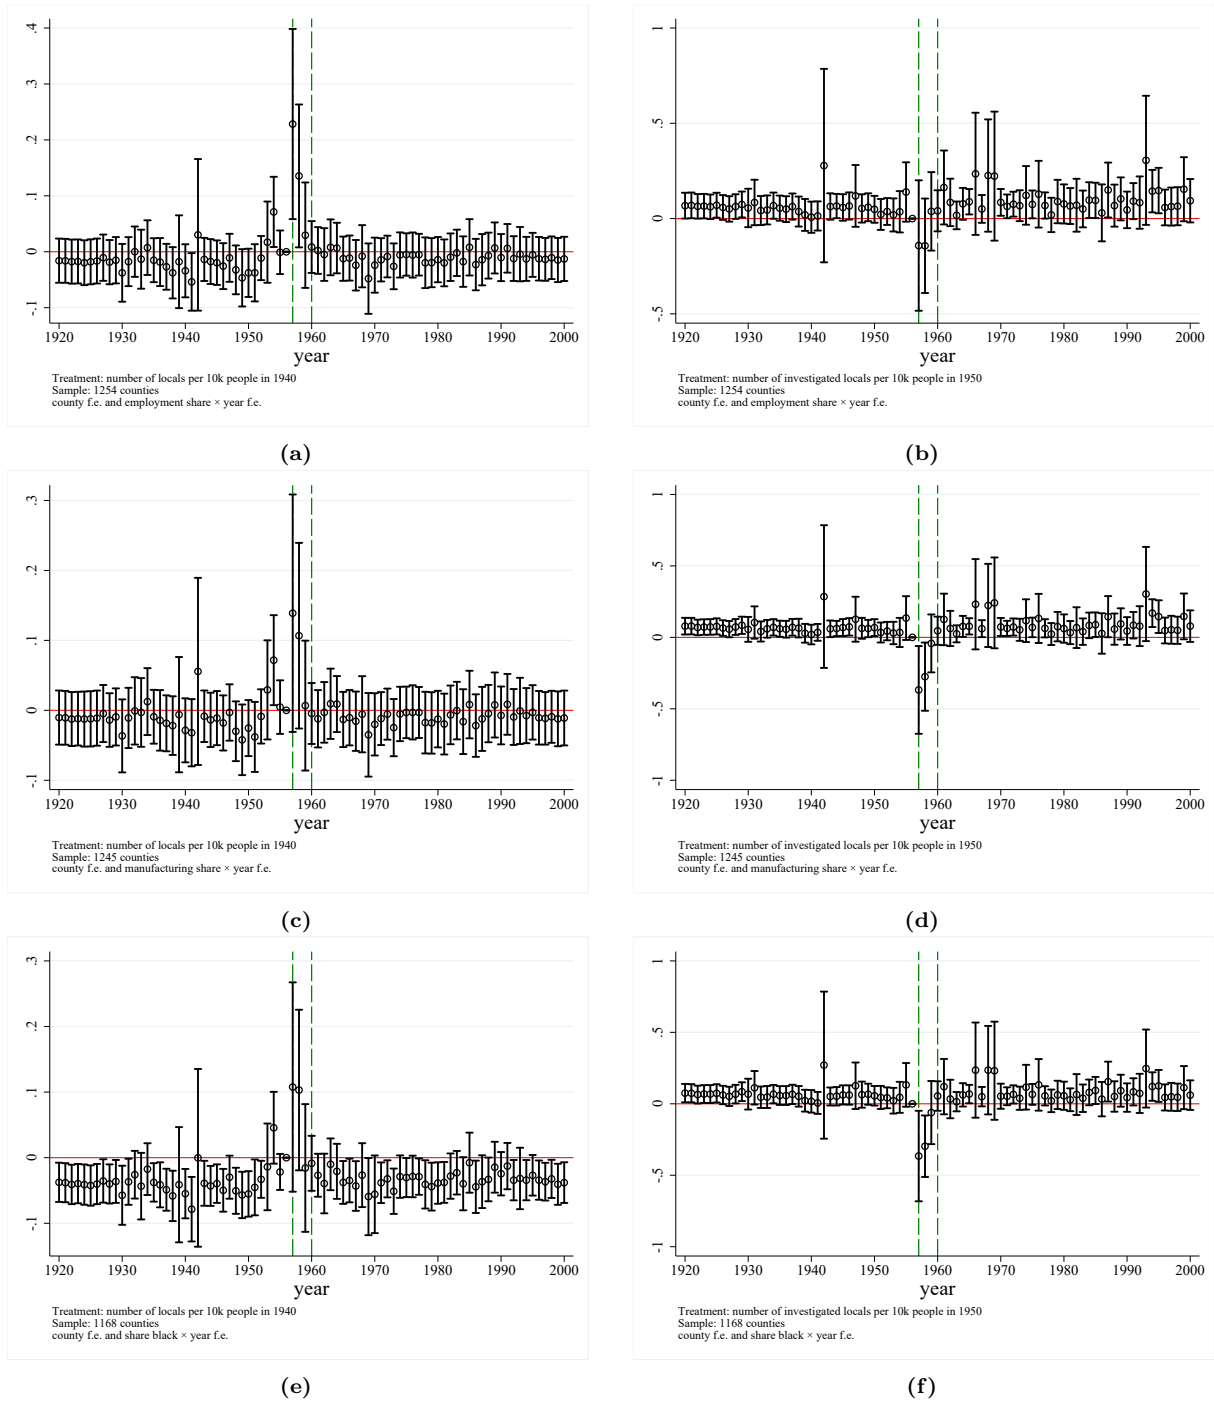 .4
.3
.2
.1
0
-.1
1920 1930 1940 1950 1960 1970 1980 1990 2000
year
Treatment: number of locals per 10k people in 1940
Sample: 1254 counties
county f.e. and employment share × year f.e.
(a)
1
.5
0
-.5
1920 1930 1940 1950 1960 1970 1980 1990 2000
year
Treatment: number of investigated locals per 10k people in 1950
Sample: 1254 counties
county f.e. and employment share × year f.e.
(b)
.3
.2
.1
0
-.1
1920 1930 1940 1950 1960 1970 1980 1990 2000
year
Treatment: number of locals per 10k people in 1940
Sample: 1245 counties
county f.e. and manufacturing share × year f.e.
(c)
1
.5
0
-.5
-1
1920 1930 1940 1950 1960 1970 1980 1990 2000
year
Treatment: number of investigated locals per 10k people in 1950
Sample: 1245 counties
county f.e. and manufacturing share × year f.e.
(d)
.3
.2
.1
0
-.1
1920 1930 1940 1950 1960 1970 1980 1990 2000
year
Treatment: number of locals per 10k people in 1940
Sample: 1168 counties
county f.e. and share black × year f.e.
(e)
1
.5
0
-.5
-1
1920 1930 1940 1950 1960 1970 1980 1990 2000
year
Treatment: number of investigated locals per 10k people in 1950
Sample: 1168 counties
county f.e. and share black × year f.e.
(f)